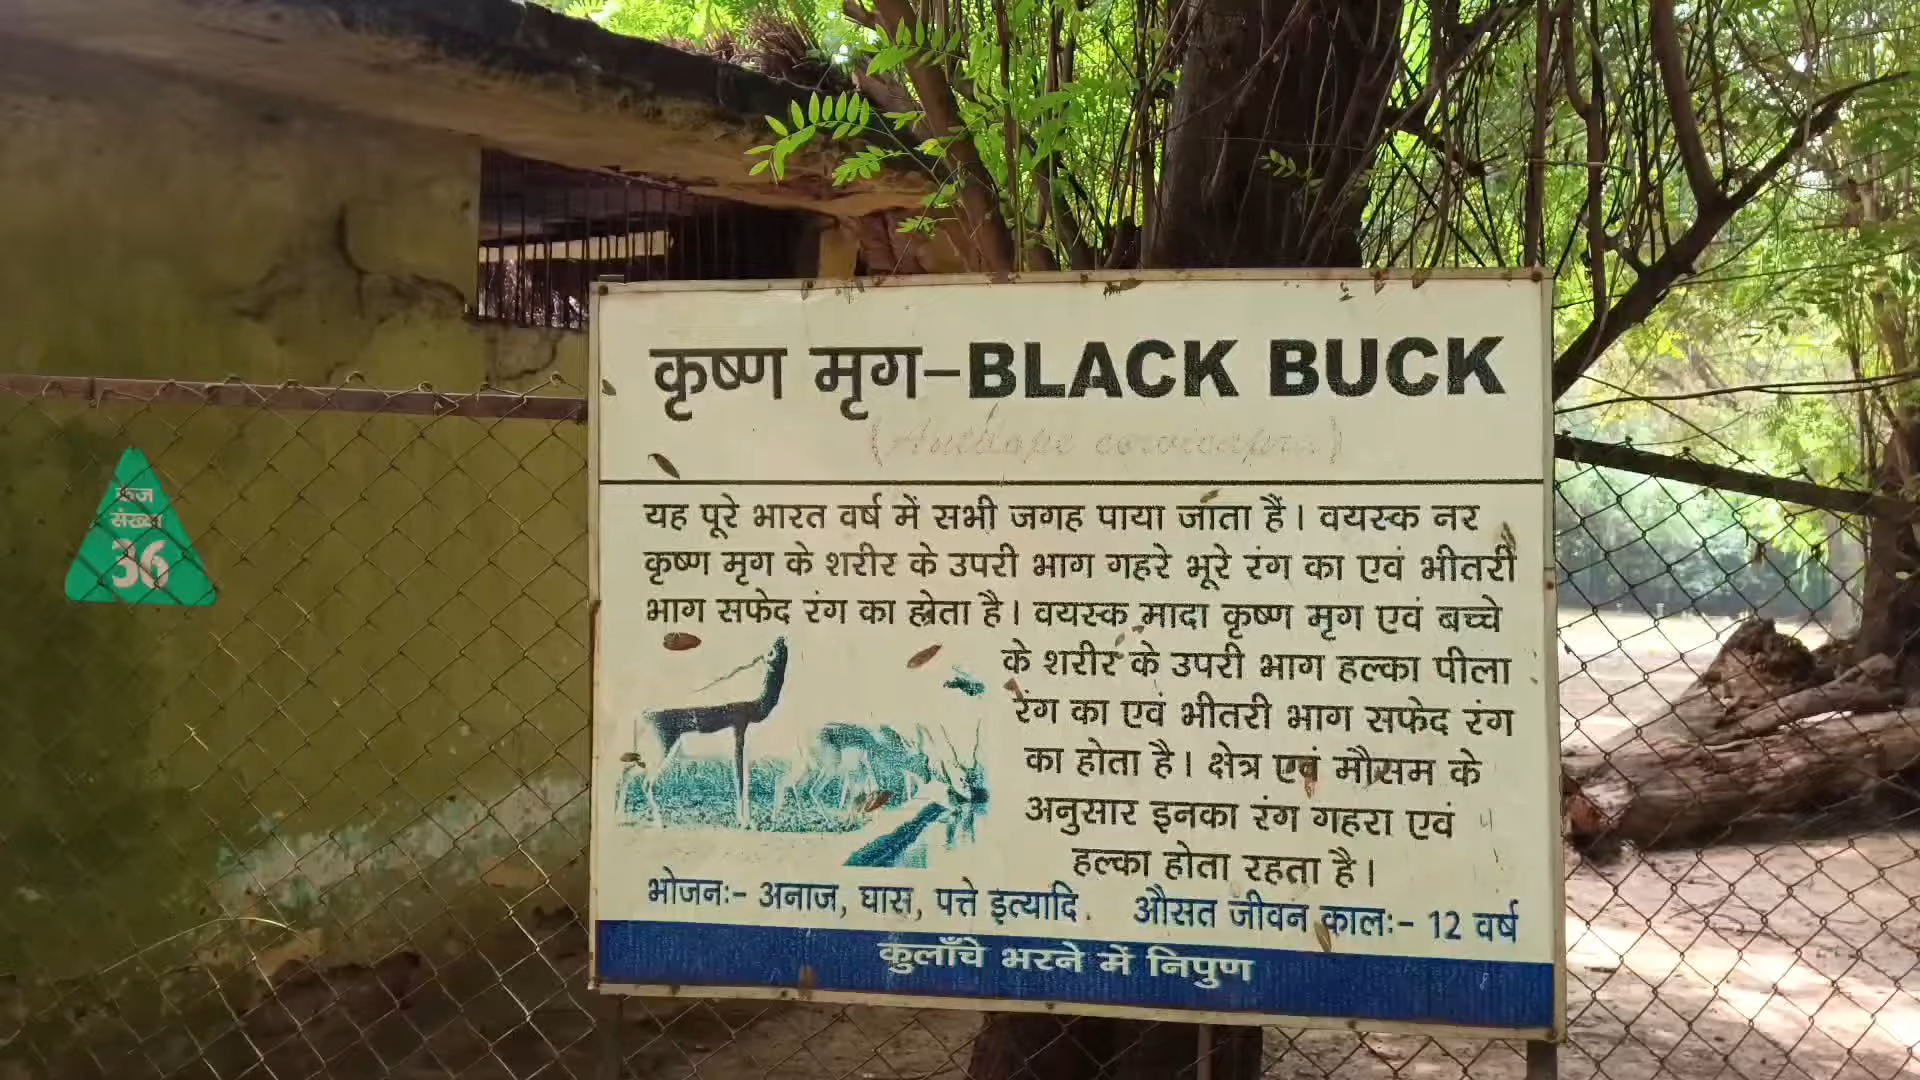 कृष्ण मृग-BLACK BUCK
(Antilope cervicapra)
यह पूरे भारत वर्ष में सभी जगह पाया जाता हैं। वयस्क नर
कृष्ण मृग के शरीर के उपरी भाग गहरे भूरे रंग का एवं भीतरी
भाग सफेद रंग का होता है। वयस्क मादा कृष्ण मृग एवं बच्चे
के शरीर के उपरी भाग हल्का पीला
रंग का एवं भीतरी भाग सफेद रंग
का होता है। क्षेत्र एवं मौसम के
अनुसार इनका रंग गहरा एवं
हल्का होता रहता है।
भोजनः- अनाज, घास, पत्ते इत्यादि. औसत जीवन कालः- 12 वर्ष
कुलाँचे भरने में निपुण
केज
संख्या
36